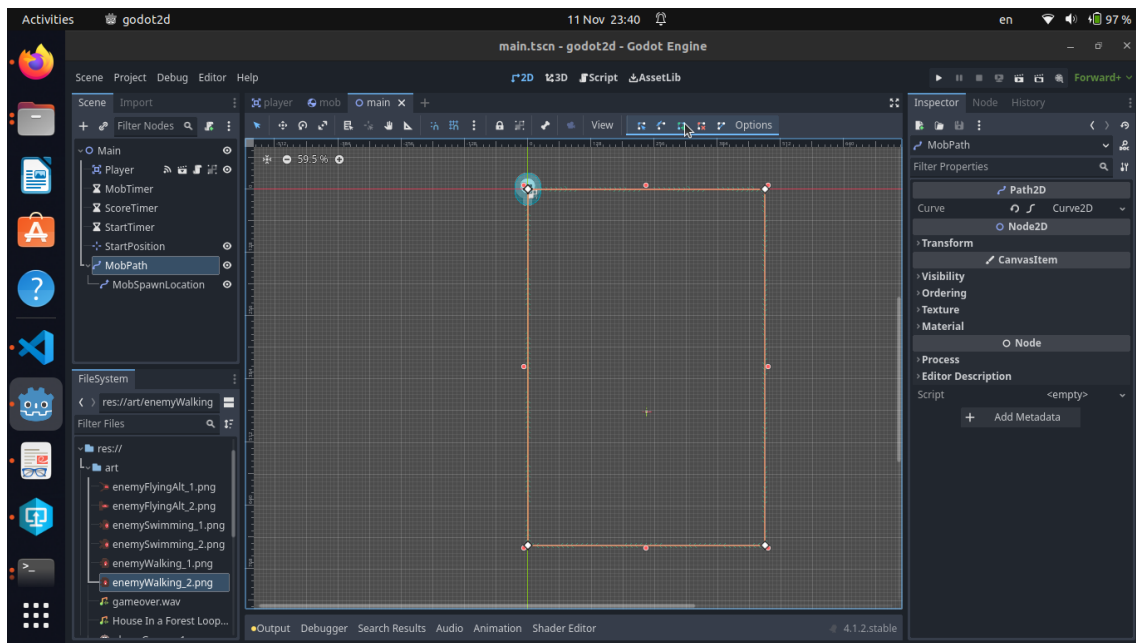 Activities godot2d 11 Nov 23:40 en 97 %
main.tscn - godot2d - Godot Engine
Scene Project Debug Editor Help 2D 3D Script AssetLib Forward+
Scene Import player mob main Inspector Node History
Filter Nodes View Options
59.5 % MobPath
Main Filter Properties
Player Path2D
MobTimer Curve Curve2D
ScoreTimer Node2D
StartTimer Transform
StartPosition CanvasItem
MobPath Visibility
MobSpawnLocation Ordering
Texture
Material
Node
Process
FileSystem Editor Description
res://art/enemyWalking Script <empty>
Filter Files Add Metadata
res://
art
enemyFlyingAlt_1.png
enemyFlyingAlt_2.png
enemySwimming_1.png
enemySwimming_2.png
enemyWalking_1.png
enemyWalking_2.png
gameover.wav
House In a Forest Loop...
Output Debugger Search Results Audio Animation Shader Editor 4.1.2.stable